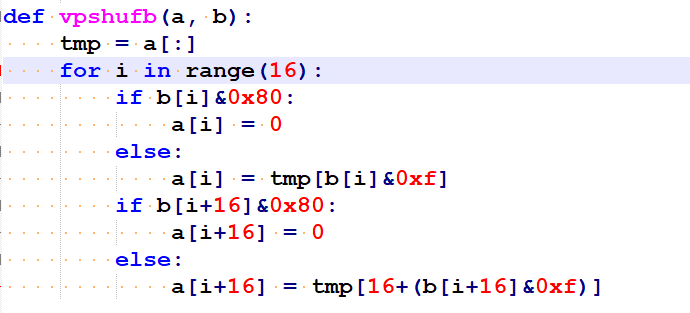 def vpshufb(a, b):
    tmp = a[:]
    for i in range(16):
        if b[i]&0x80:
            a[i] = 0
        else:
            a[i] = tmp[b[i]&0xf]
        if b[i+16]&0x80:
            a[i+16] = 0
        else:
            a[i+16] = tmp[16+(b[i+16]&0xf)]